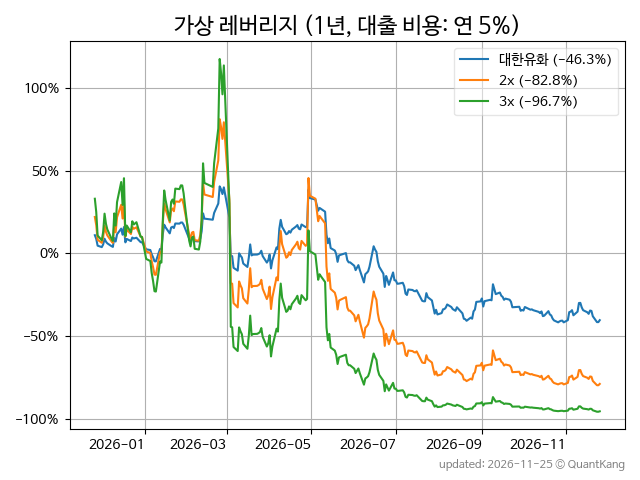 가상 레버리지 (1년, 대출 비용: 연 5%)
대한유화 (-46.3%)
2x (-82.8%)
3x (-96.7%)
100%
50%
0%
−50%
−100%
2026-01
2026-03
2026-05
2026-07
2026-09
2026-11
updated: 2026-11-25 © QuantKang